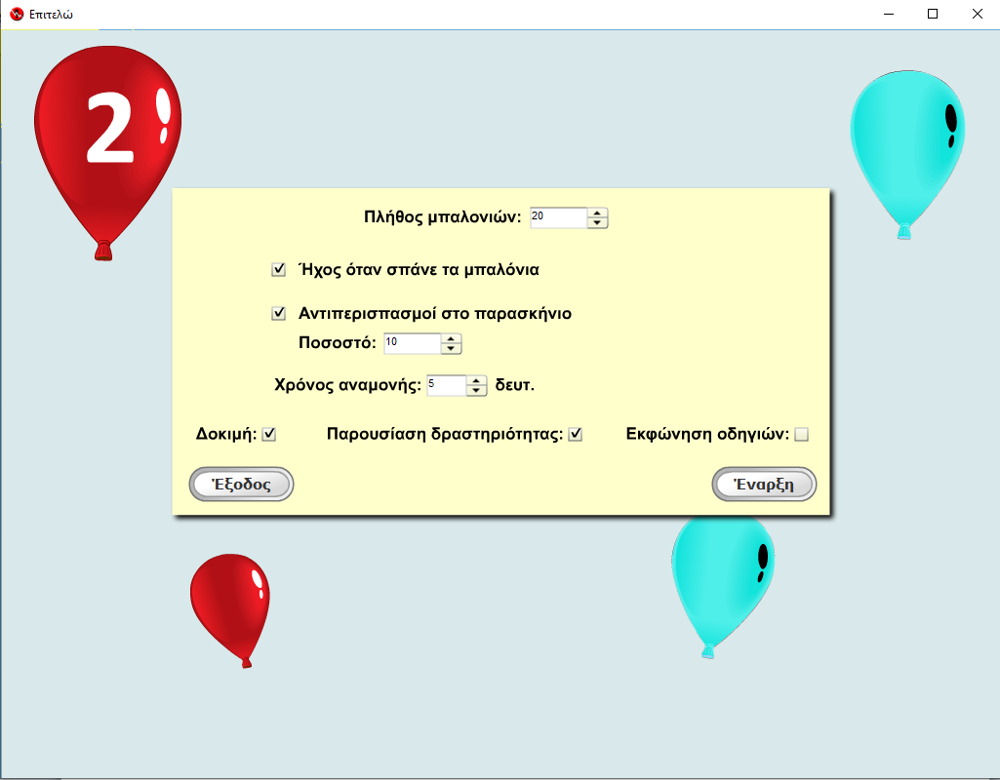 Επιτελώ
2
Πλήθος μπαλονιών: 20
Ήχος όταν σπάνε τα μπαλόνια
Αντιπερισπασμοί στο παρασκήνιο
Ποσοστό: 10
Χρόνος αναμονής: 5 δευτ.
Δοκιμή: Παρουσίαση δραστηριότητας: Εκφώνηση οδηγιών:
Έξοδος Έναρξη